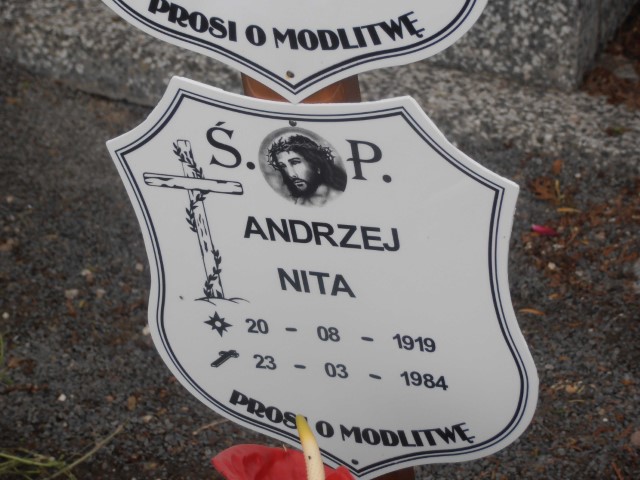 PROSI O MODLITWĘ
Ś. P.
ANDRZEJ
NITA
20 - 08 - 1919
23 - 03 - 1984
PROSI O MODLITWĘ